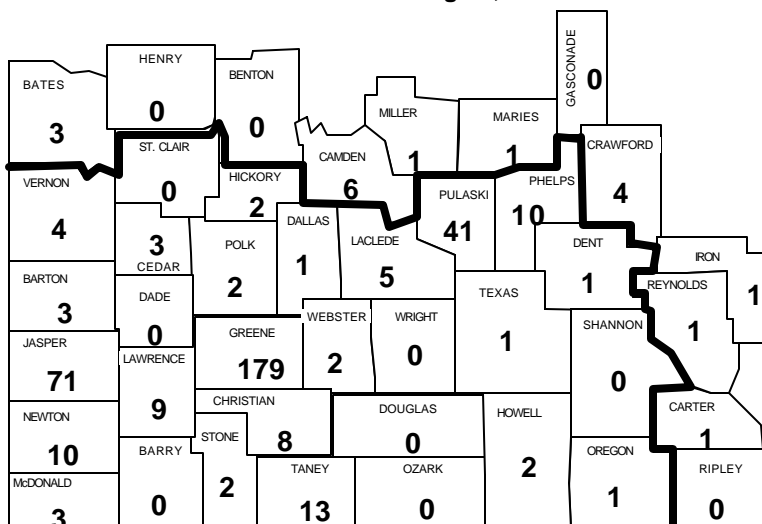 GASCONADE
0
HENRY
0
BENTON
0
BATES
3
MILLER
1
MARIES
1
CRAWFORD
4
ST. CLAIR
0
CAMDEN
6
HICKORY
2
PULASKI
41
PHELPS
10
VERNON
4
3
CEDAR
POLK
2
DALLAS
1
LACLEDE
5
DENT
1
IRON
1
BARTON
3
DADE
0
TEXAS
1
REYNOLDS
1
JASPER
71
LAWRENCE
9
GREENE
179
WEBSTER
2
WRIGHT
0
SHANNON
0
NEWTON
10
CHRISTIAN
8
DOUGLAS
0
HOWELL
2
CARTER
1
BARRY
0
STONE
2
TANEY
13
OZARK
0
OREGON
1
RIPLEY
0
McDONALD
3